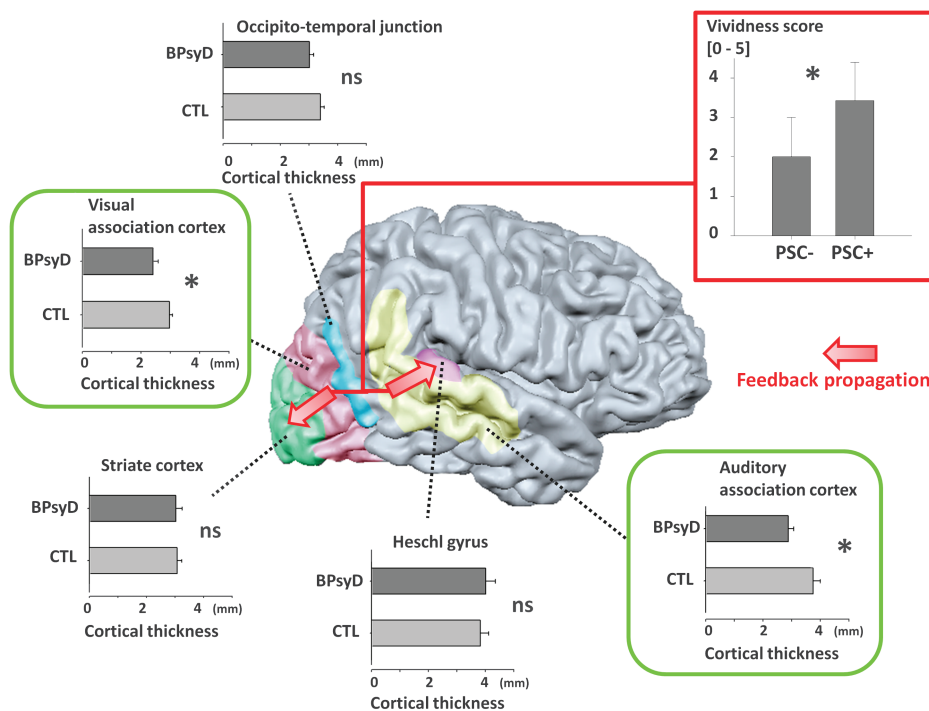 Occipito-temporal junction
BPsyD
ns
CTL
0 2 4 (mm)
Cortical thickness
Vividness score
[0 - 5]
4
*
3
2
1
0
PSC- PSC+
Visual
association cortex
BPsyD
*
CTL
0 2 4 (mm)
Cortical thickness
Feedback propagation
Striate cortex
BPsyD
ns
CTL
0 2 4 (mm)
Cortical thickness
Heschl gyrus
BPsyD
ns
CTL
0 2 4 (mm)
Cortical thickness
Auditory
association cortex
BPsyD
*
CTL
0 2 4 (mm)
Cortical thickness